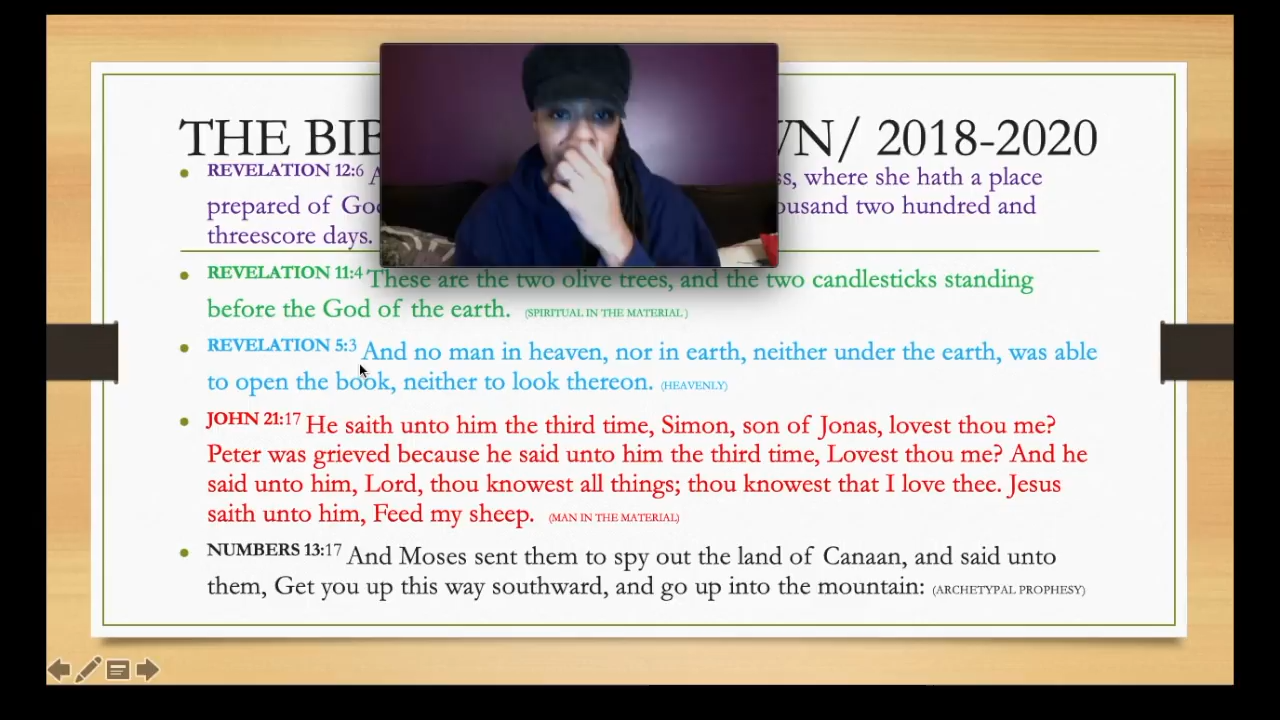 THE BIB WN/ 2018-2020
REVELATION 12:6 A ss, where she hath a place
prepared of God ousand two hundred and
threescore days.
REVELATION 11:4 These are the two olive trees, and the two candlesticks standing
before the God of the earth. (SPIRITUAL IN THE MATERIAL )
REVELATION 5:3 And no man in heaven, nor in earth, neither under the earth, was able
to open the book, neither to look thereon. (HEAVENLY)
JOHN 21:17 He saith unto him the third time, Simon, son of Jonas, lovest thou me?
Peter was grieved because he said unto him the third time, Lovest thou me? And he
said unto him, Lord, thou knowest all things; thou knowest that I love thee. Jesus
saith unto him, Feed my sheep. (MAN IN THE MATERIAL)
NUMBERS 13:17 And Moses sent them to spy out the land of Canaan, and said unto
them, Get you up this way southward, and go up into the mountain: (ARCHETYPAL PROPHESY)